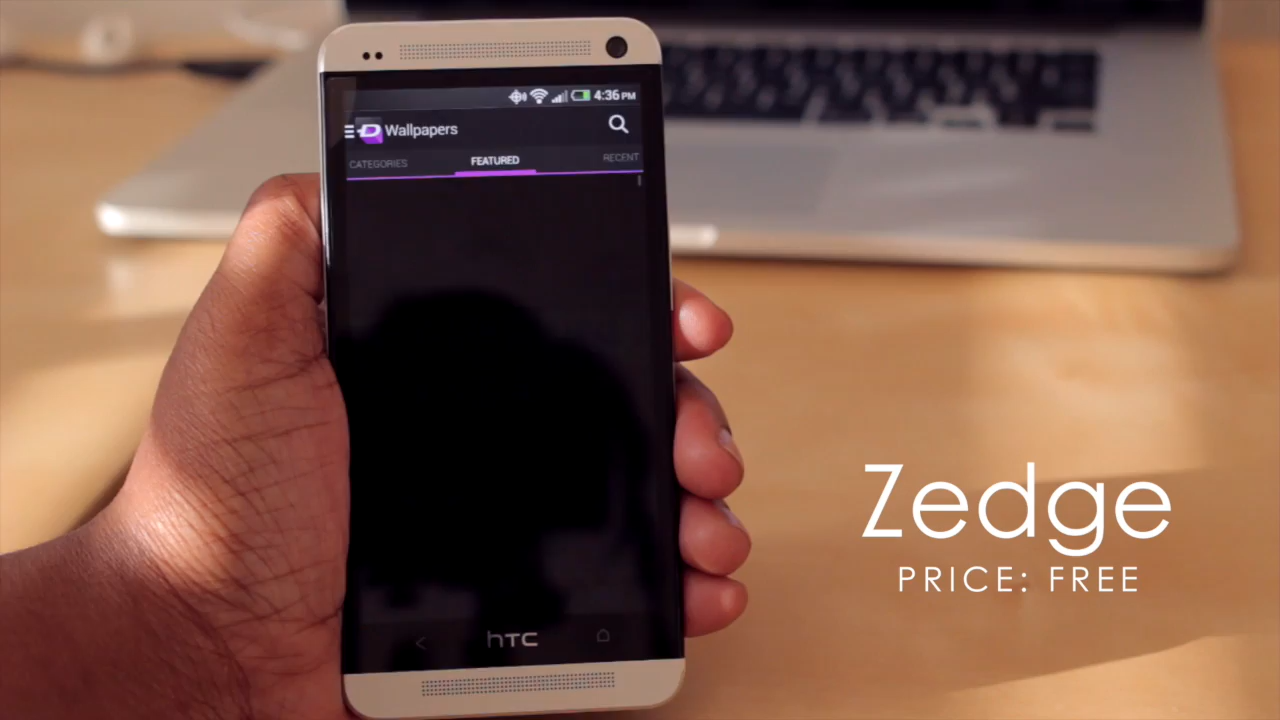 4:36 PM
Wallpapers
CATEGORIES FEATURED RECENT
hTC
Zedge
PRICE: FREE